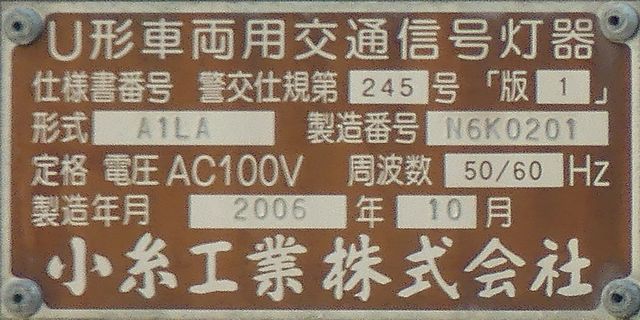 U形車両用交通信号灯器
仕様書番号 警交仕規第 245 号 「版 1 」
形式 A1LA 製造番号 N6K0201
定格 電圧 AC100V 周波数 50/60 Hz
製造年月 2006 年 10 月
小糸工業株式会社